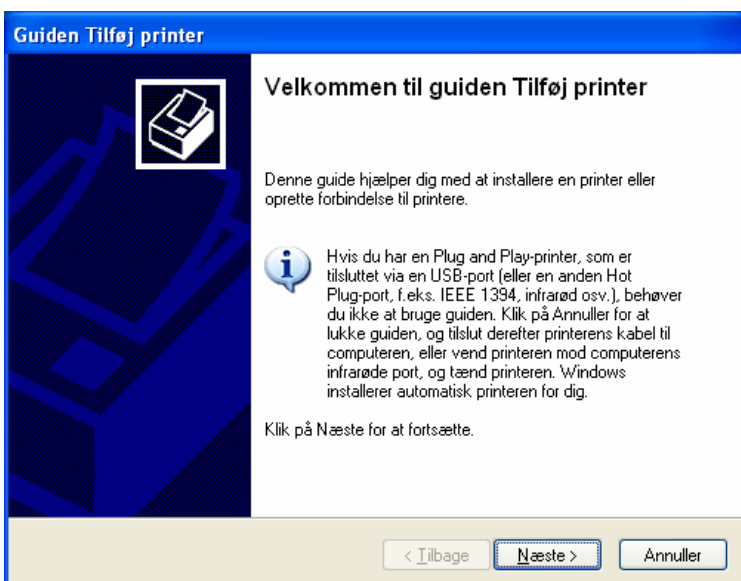 Guiden Tilføj printer
Velkommen til guiden Tilføj printer
Denne guide hjælper dig med at installere en printer eller
oprette forbindelse til printere.
Hvis du har en Plug and Play-printer, som er
tilsluttet via en USB-port (eller en anden Hot
Plug-port, f.eks. IEEE 1394, infrarød osv.), behøver
du ikke at bruge guiden. Klik på Annuller for at
lukke guiden, og tilslut derefter printerens kabel til
computeren, eller vend printeren mod computerens
infrarøde port, og tænd printeren. Windows
installerer automatisk printeren for dig.
Klik på Næste for at fortsætte.
< Tilbage
Næste >
Annuller